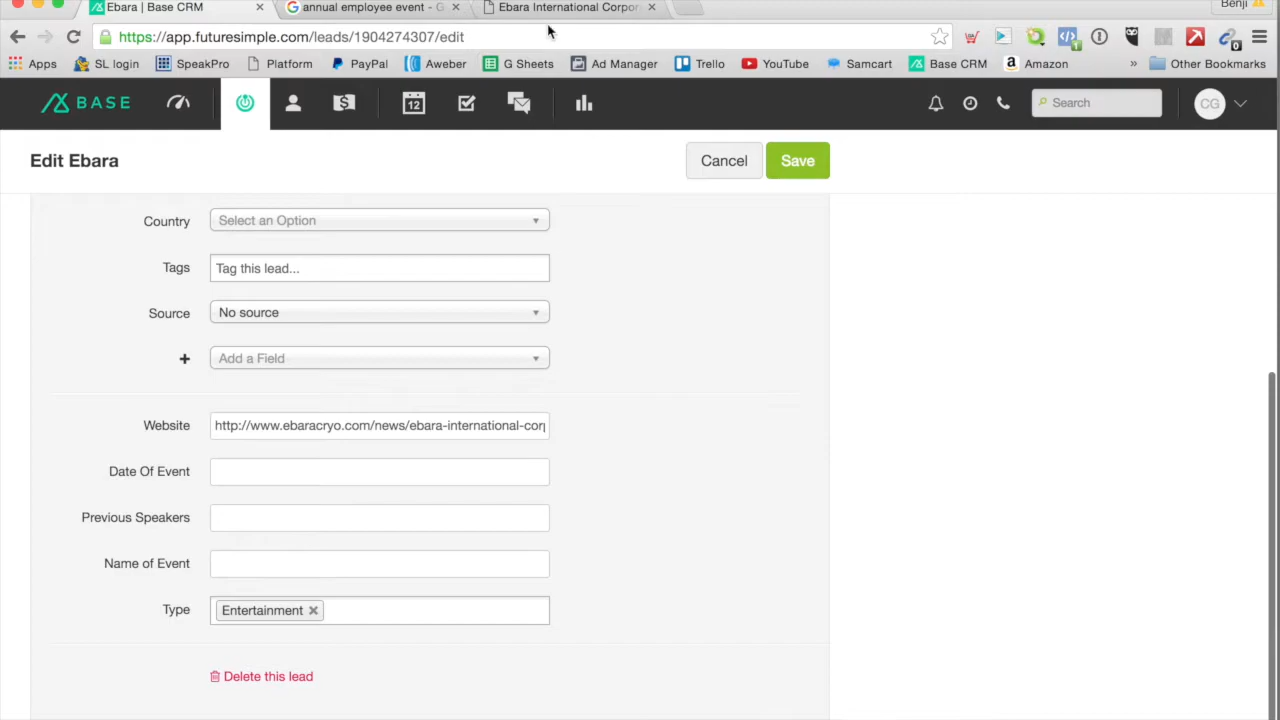 Ebara | Base CRM
annual employee event - G
Ebara International Corpor
Benji
https://app.futuresimple.com/leads/1904274307/edit
Apps
SL login
SpeakPro
Platform
PayPal
Aweber
G Sheets
Ad Manager
Trello
YouTube
Samcart
Base CRM
Amazon
»
Other Bookmarks
BASE
12
Search
CG
Edit Ebara
Cancel
Save
Country
Select an Option
Tags
Tag this lead...
Source
No source
+
Add a Field
Website
http://www.ebaracryo.com/news/ebara-international-corp
Date Of Event
Previous Speakers
Name of Event
Type
Entertainment
Delete this lead